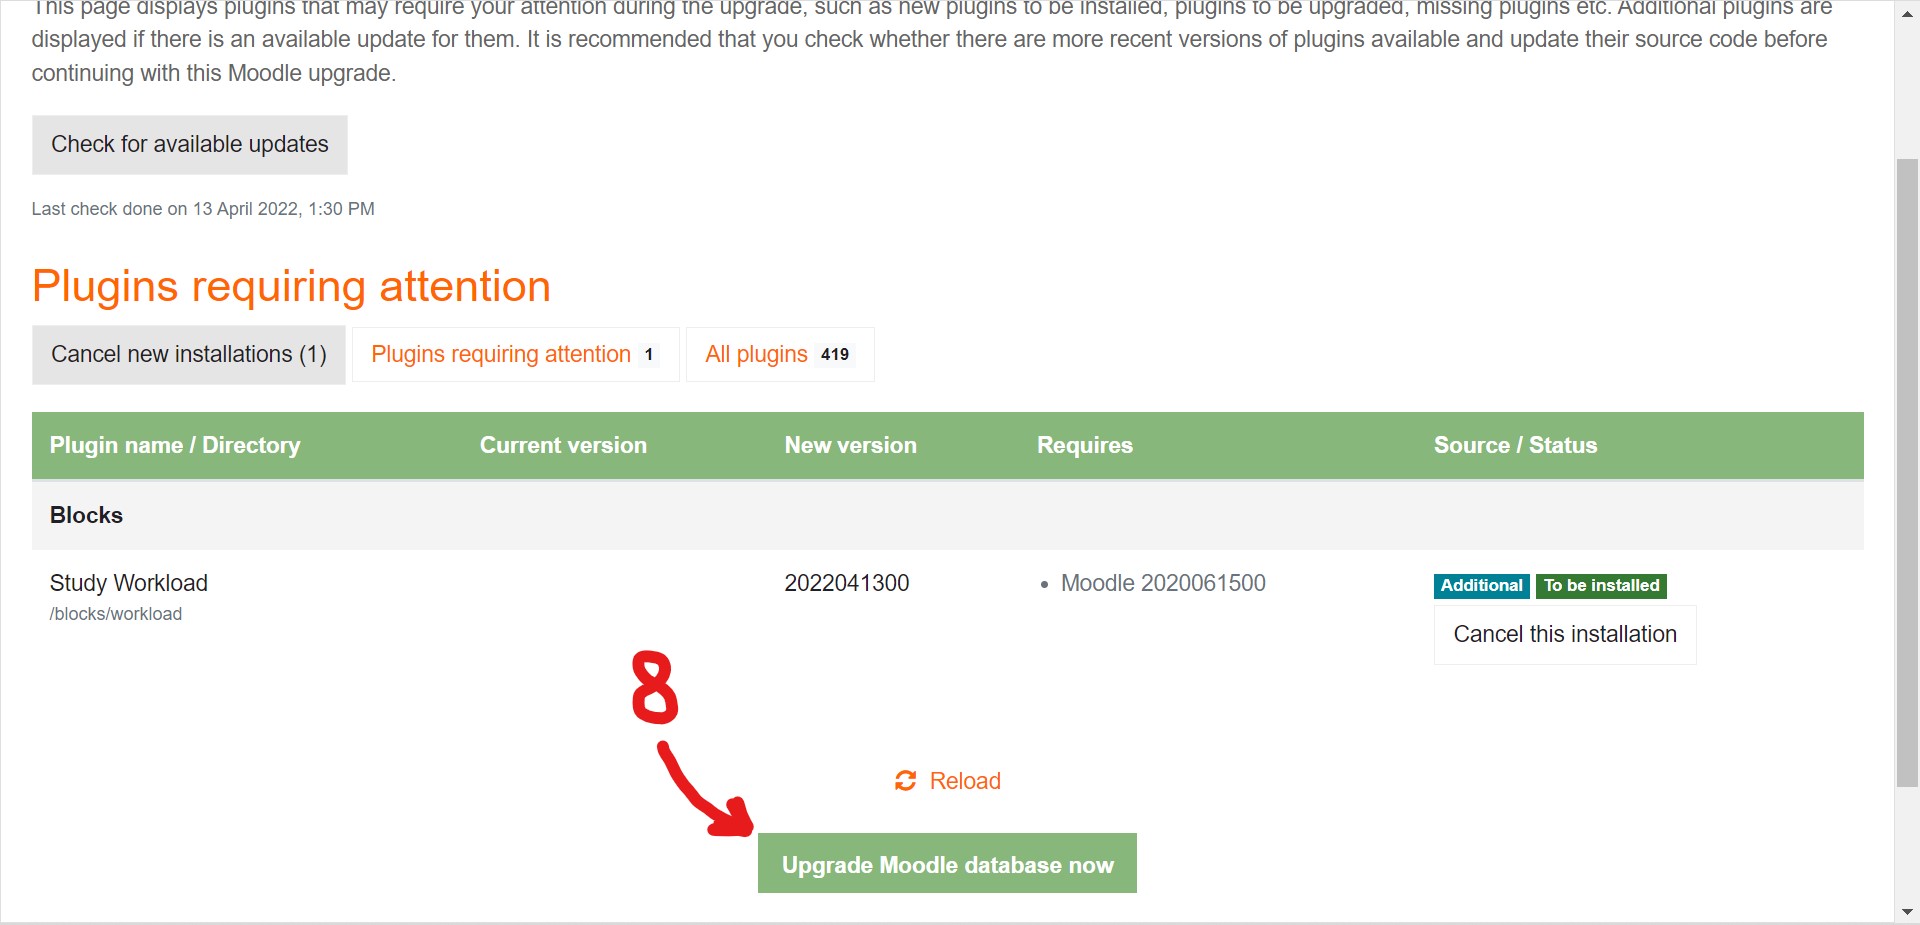 This page displays plugins that may require your attention during the upgrade, such as new plugins to be installed, plugins to be upgraded, missing plugins etc. Additional plugins are
displayed if there is an available update for them. It is recommended that you check whether there are more recent versions of plugins available and update their source code before
continuing with this Moodle upgrade.
Check for available updates
Last check done on 13 April 2022, 1:30 PM
Plugins requiring attention
Cancel new installations (1) Plugins requiring attention 1 All plugins 419
Plugin name / Directory Current version New version Requires Source / Status
Blocks
Study Workload 2022041300 • Moodle 2020061500 Additional To be installed
/blocks/workload
Cancel this installation
8
Reload
Upgrade Moodle database now